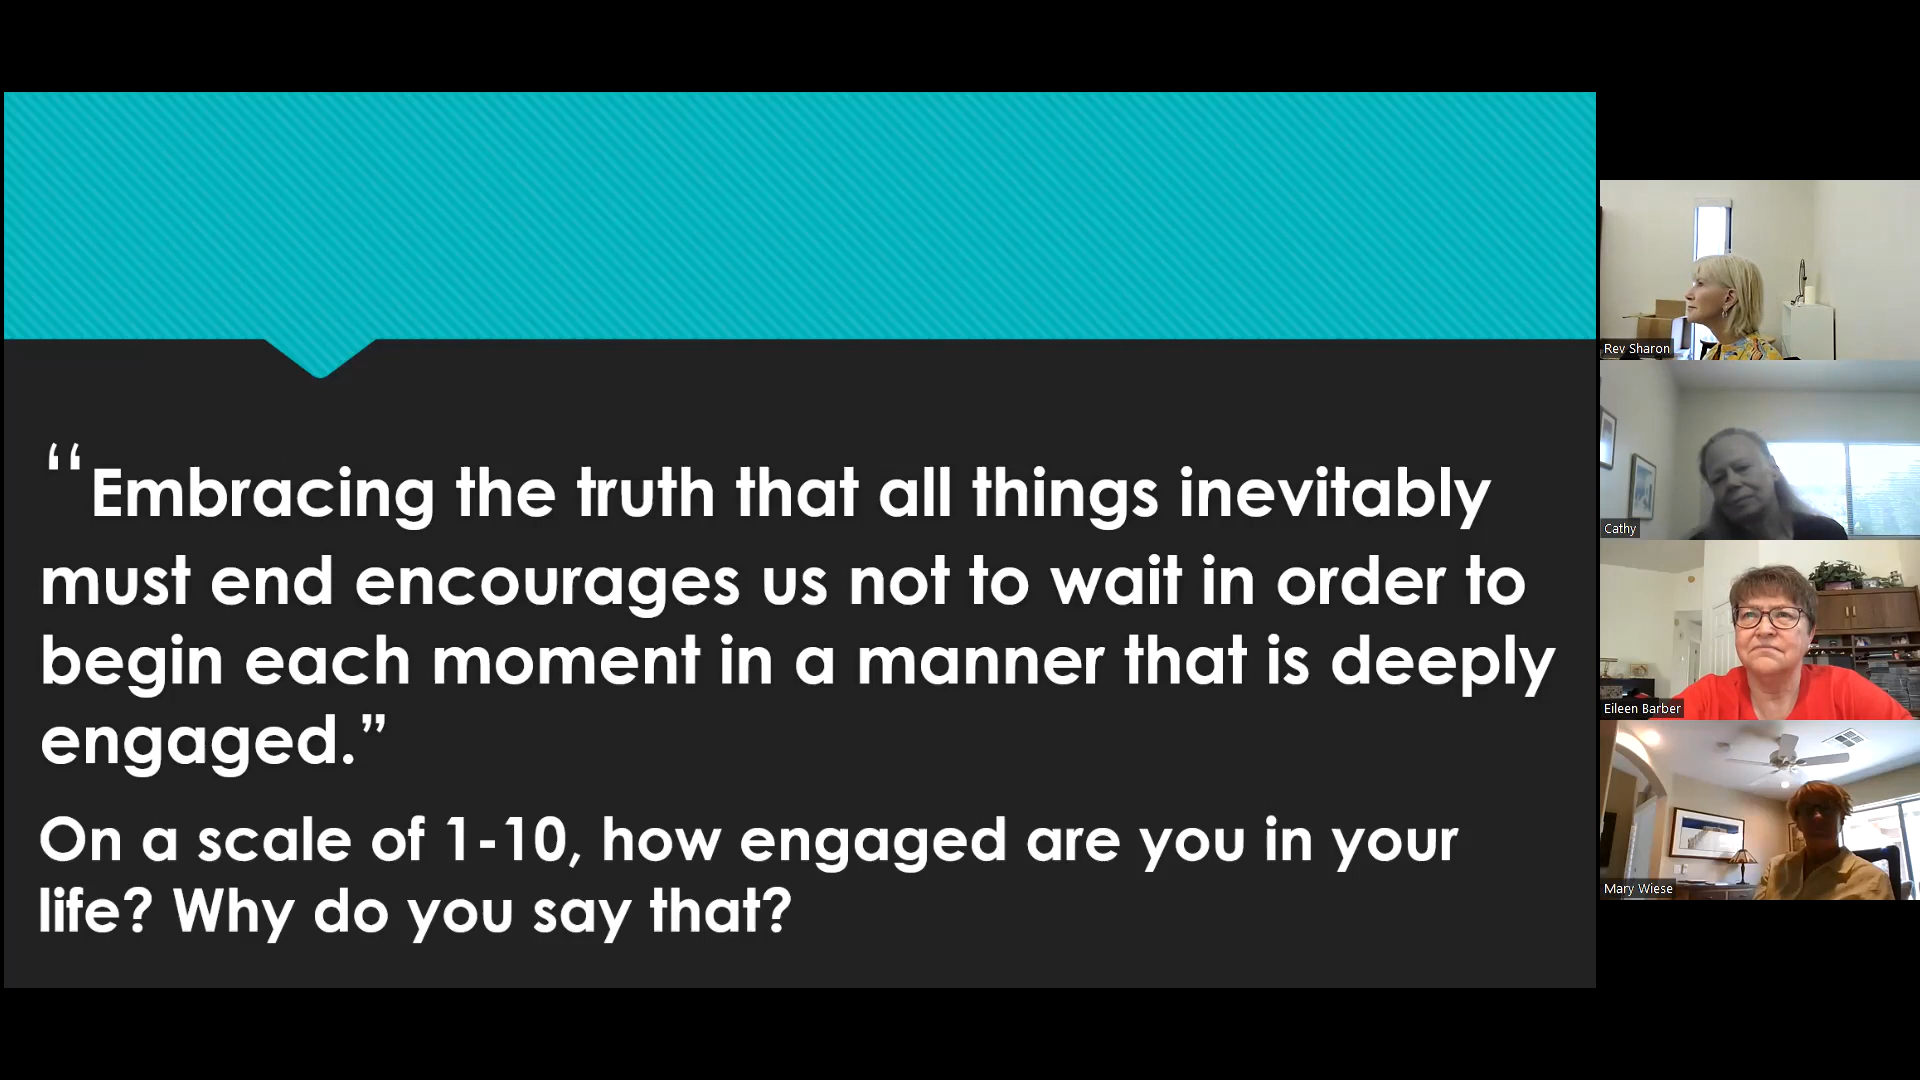 “Embracing the truth that all things inevitably
must end encourages us not to wait in order to
begin each moment in a manner that is deeply
engaged.”
On a scale of 1-10, how engaged are you in your
life? Why do you say that?
Rev Sharon
Cathy
Eileen Barber
Mary Wiese